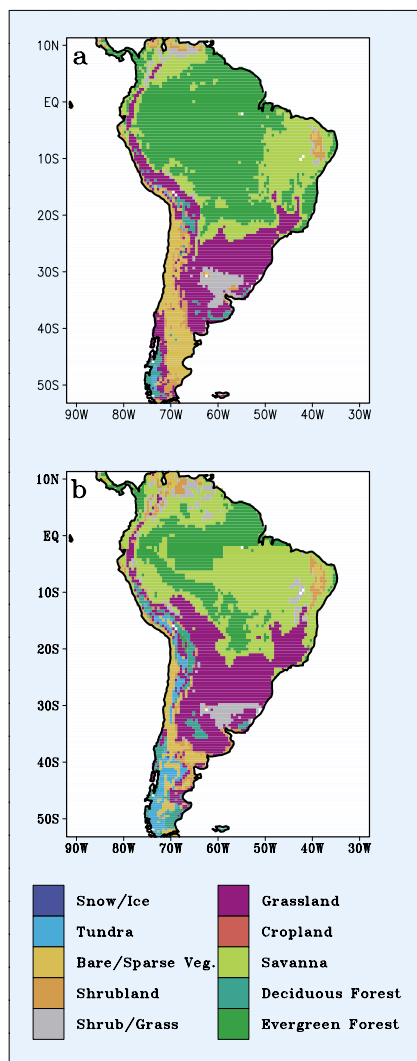 a
10N
EQ
10S
20S
30S
40S
50S
90W 80W 70W 60W 50W 40W 30W
b
10N
EQ
10S
20S
30S
40S
50S
90W 80W 70W 60W 50W 40W 30W
Snow/Ice Grassland
Tundra Cropland
Bare/Sparse Veg. Savanna
Shrubland Deciduous Forest
Shrub/Grass Evergreen Forest